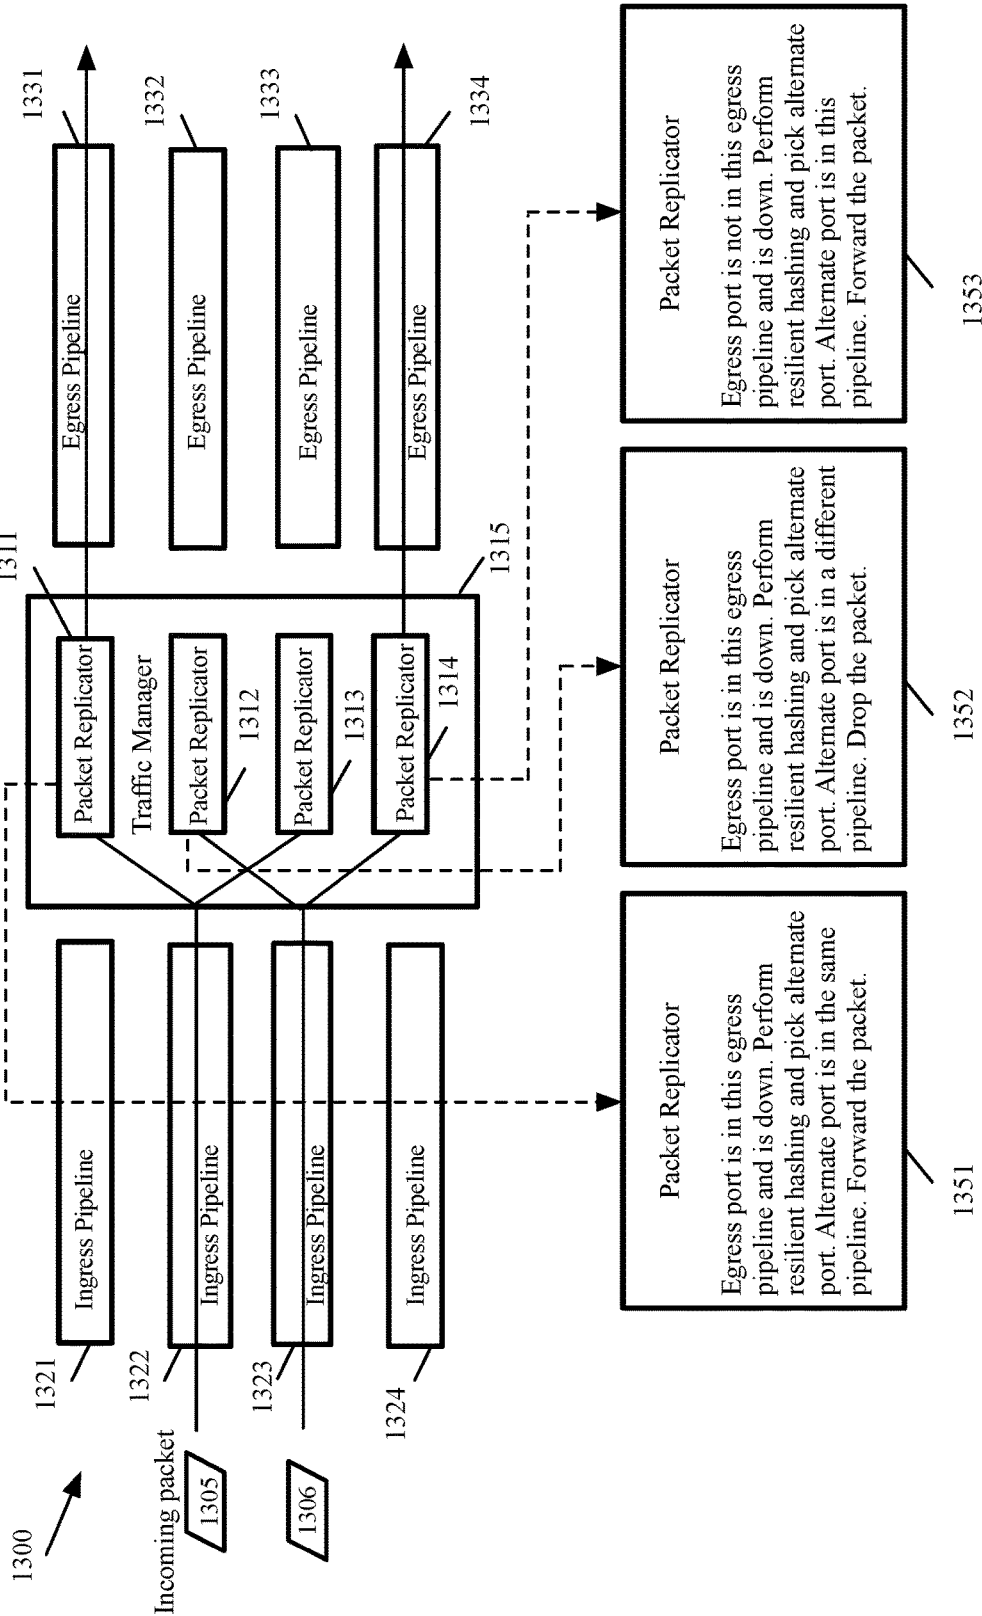 1300
Incoming packet
1305
1306
1321
Ingress Pipeline
1322
Ingress Pipeline
1323
Ingress Pipeline
1324
Ingress Pipeline
1311
Packet Replicator
Traffic Manager
Packet Replicator
1312
Packet Replicator
1313
Packet Replicator
1314
1315
Egress Pipeline
1331
Egress Pipeline
1332
Egress Pipeline
1333
Egress Pipeline
1334
Packet Replicator
Egress port is in this egress
pipeline and is down. Perform
resilient hashing and pick alternate
port. Alternate port is in the same
pipeline. Forward the packet.
1351
Packet Replicator
Egress port is in this egress
pipeline and is down. Perform
resilient hashing and pick alternate
port. Alternate port is in a different
pipeline. Drop the packet.
1352
Packet Replicator
Egress port is not in this egress
pipeline and is down. Perform
resilient hashing and pick alternate
port. Alternate port is in this
pipeline. Forward the packet.
1353